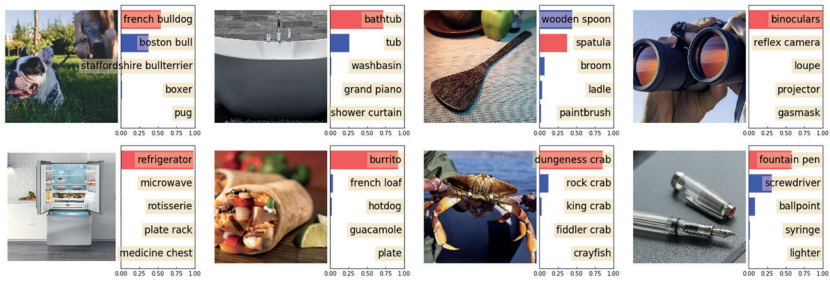 french bulldog
boston bull
staffordshire bullterrier
boxer
pug
0.00 0.25 0.50 0.75 1.00
bathtub
tub
washbasin
grand piano
shower curtain
0.00 0.25 0.50 0.75 1.00
wooden spoon
spatula
broom
ladle
paintbrush
0.00 0.25 0.50 0.75 1.00
binoculars
reflex camera
loupe
projector
gasmask
0.00 0.25 0.50 0.75 1.00
refrigerator
microwave
rotisserie
plate rack
medicine chest
0.00 0.25 0.50 0.75 1.00
burrito
french loaf
hotdog
guacamole
plate
0.00 0.25 0.50 0.75 1.00
dungeness crab
rock crab
king crab
fiddler crab
crayfish
0.00 0.25 0.50 0.75 1.00
fountain pen
screwdriver
ballpoint
syringe
lighter
0.00 0.25 0.50 0.75 1.00